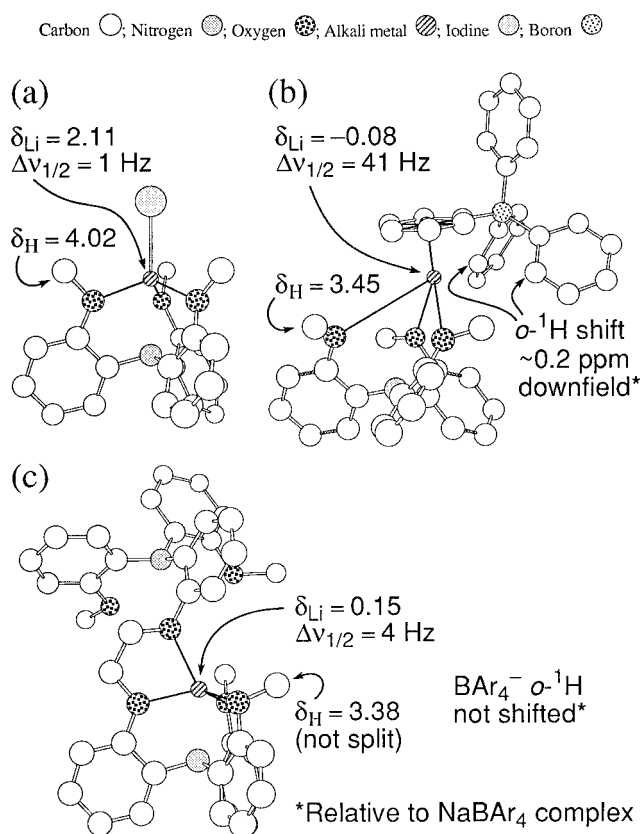 Carbon ; Nitrogen ; Oxygen ; Alkali metal ; Iodine ; Boron
(a)
δLi = 2.11
Δν1/2 = 1 Hz
δH = 4.02
(b)
δLi = −0.08
Δν1/2 = 41 Hz
δH = 3.45
o-¹H shift
~0.2 ppm
downfield*
(c)
δLi = 0.15
Δν1/2 = 4 Hz
δH = 3.38
(not split)
BAr₄⁻ o-¹H
not shifted*
*Relative to NaBAr₄ complex